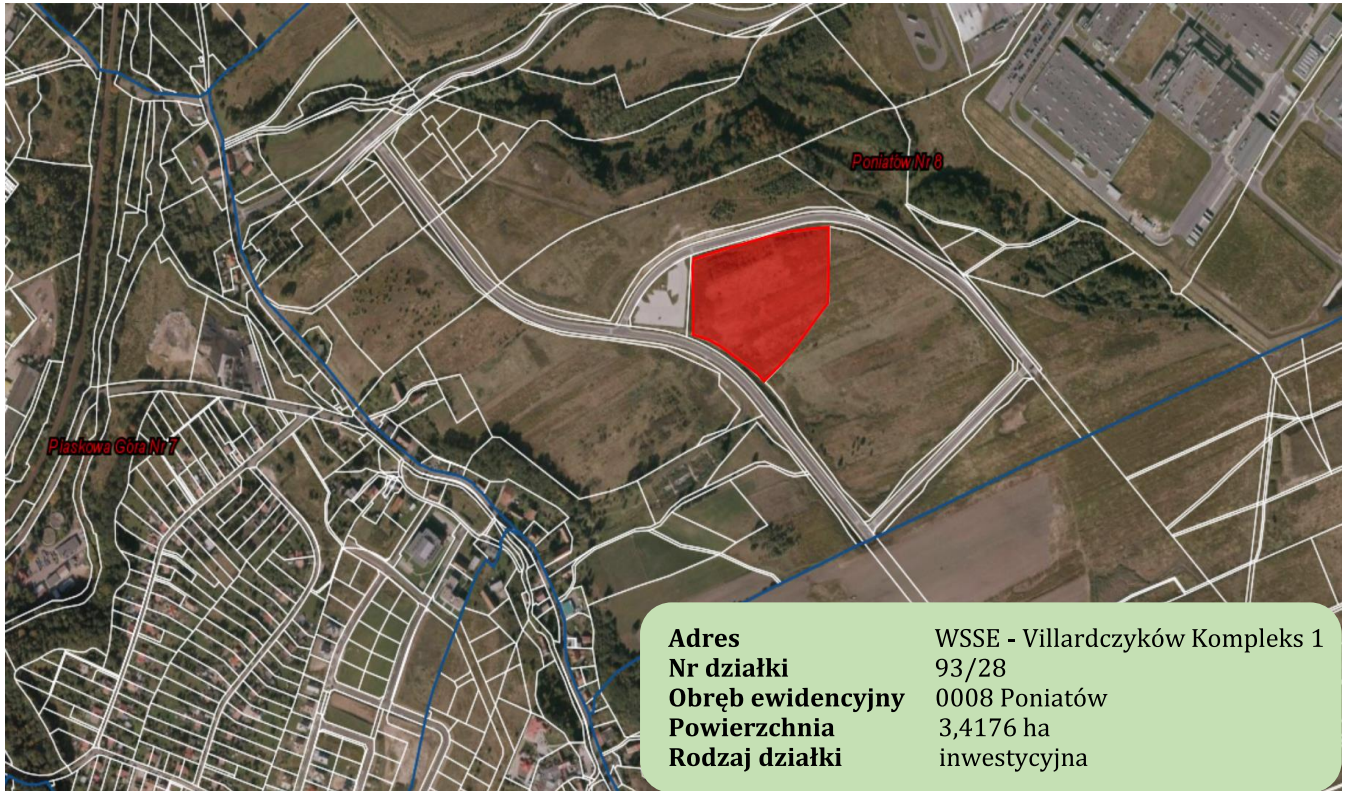 Poniatów Nr 8
Piaskowa Góra Nr 7
Adres WSSE - Villardczyków Kompleks 1
Nr działki 93/28
Obręb ewidencyjny 0008 Poniatów
Powierzchnia 3,4176 ha
Rodzaj działki inwestycyjna